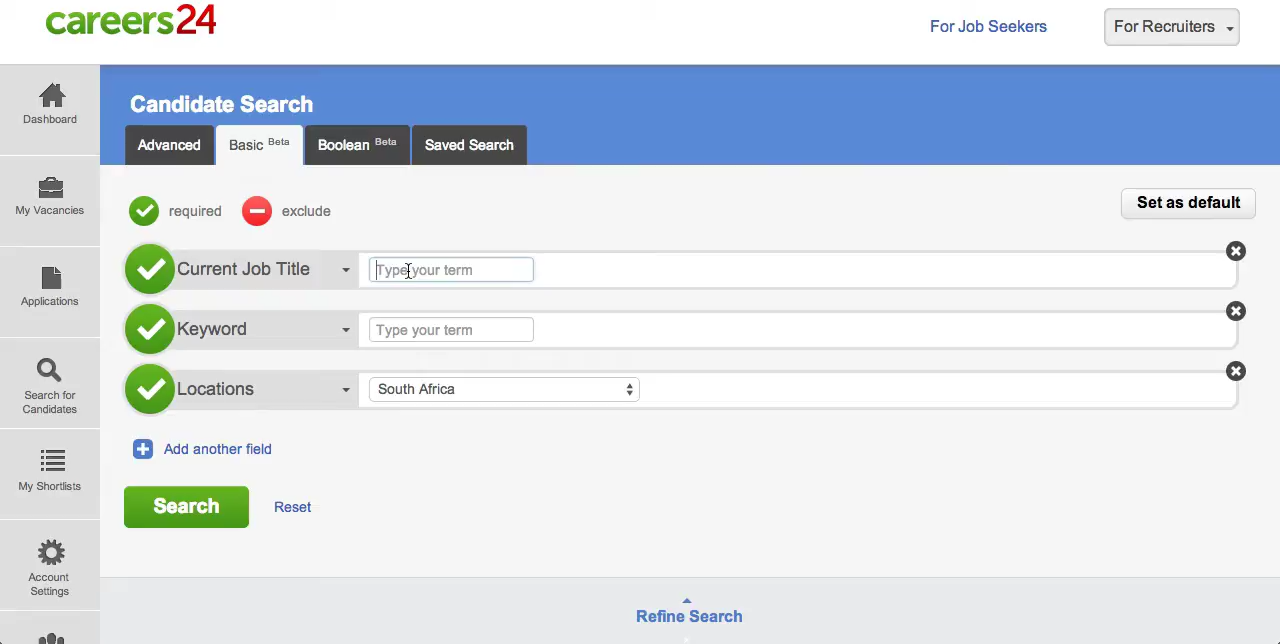 careers24
For Job Seekers
For Recruiters
Dashboard
My Vacancies
Applications
Search for
Candidates
My Shortlists
Account
Settings
Candidate Search
Advanced
Basic Beta
Boolean Beta
Saved Search
required
exclude
Set as default
Current Job Title
Type your term
Keyword
Type your term
Locations
South Africa
Add another field
Search
Reset
Refine Search